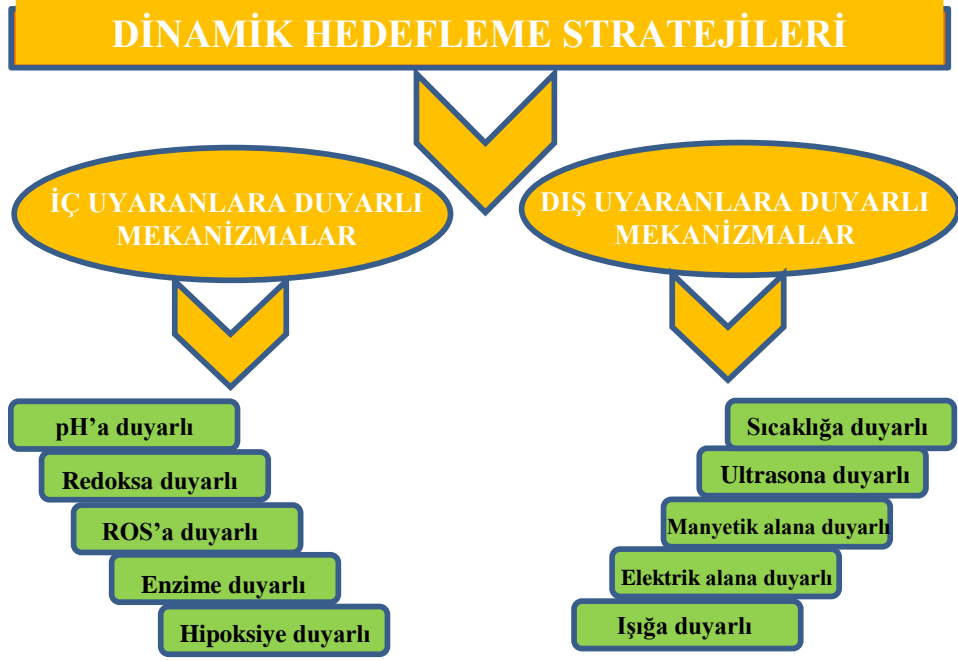 DİNAMİK HEDEFLEME STRATEJİLERİ
İÇ UYARANLARA DUYARLI
MEKANİZMALAR
DIŞ UYARANLARA DUYARLI
MEKANİZMALAR
pH’a duyarlı
Redoksa duyarlı
ROS’a duyarlı
Enzime duyarlı
Hipoksiye duyarlı
Sıcaklığa duyarlı
Ultrasona duyarlı
Manyetik alana duyarlı
Elektrik alana duyarlı
Işığa duyarlı